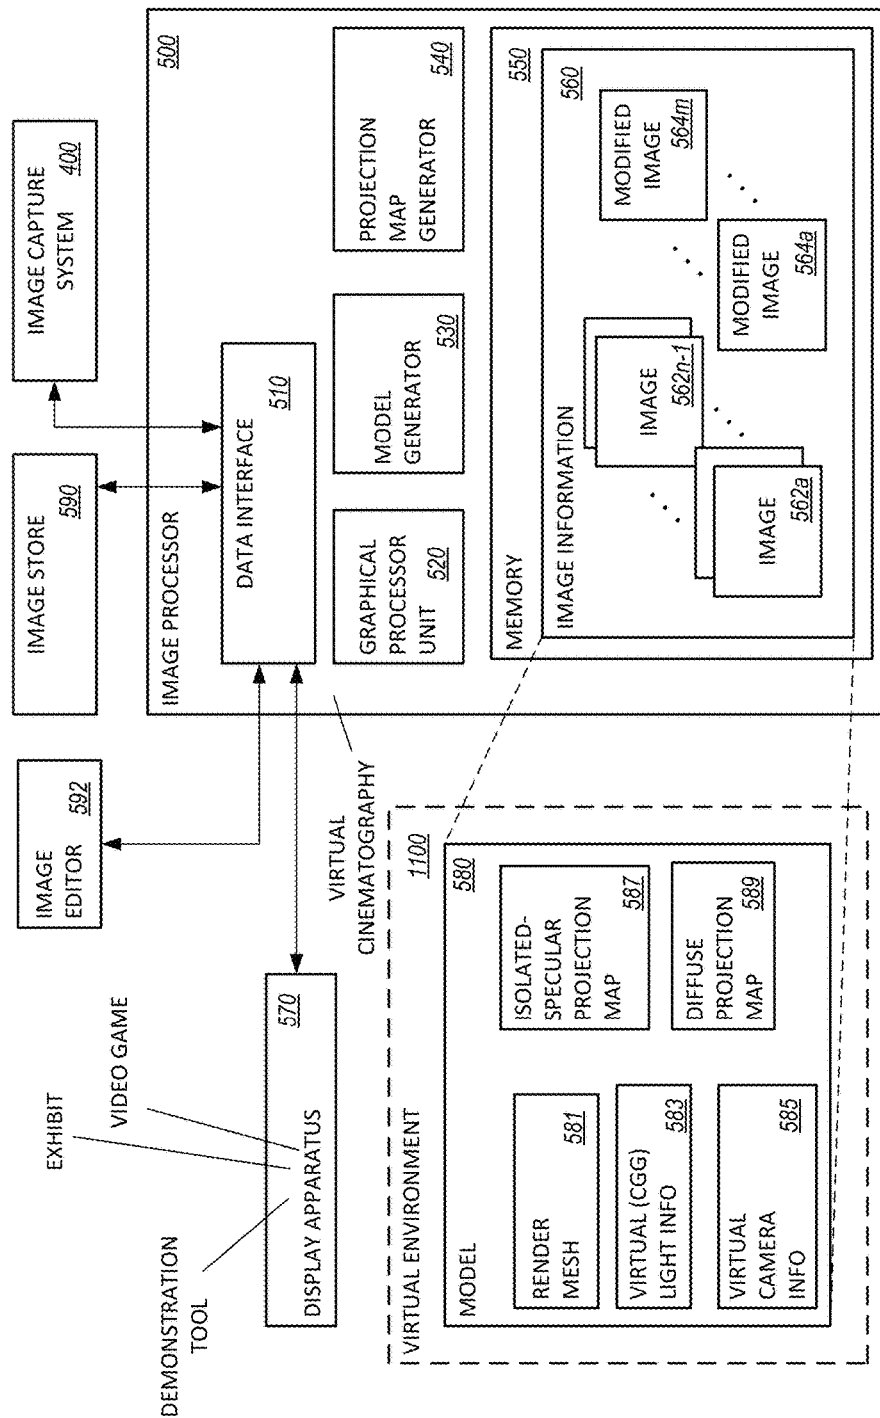 DEMONSTRATION
TOOL
EXHIBIT
VIDEO GAME
DISPLAY APPARATUS
570
IMAGE
EDITOR
592
IMAGE STORE
590
IMAGE CAPTURE
SYSTEM
400
VIRTUAL
CINEMATOGRAPHY
IMAGE PROCESSOR
500
DATA INTERFACE
510
GRAPHICAL
PROCESSOR
UNIT
520
MODEL
GENERATOR
530
PROJECTION
MAP
GENERATOR
540
VIRTUAL ENVIRONMENT
1100
MODEL
580
RENDER
MESH
581
VIRTUAL (CGG)
LIGHT INFO
583
VIRTUAL
CAMERA
INFO
585
ISOLATED-
SPECULAR
PROJECTION
MAP
587
DIFFUSE
PROJECTION
MAP
589
MEMORY
550
IMAGE INFORMATION
560
IMAGE
562a
IMAGE
562n-1
MODIFIED
IMAGE
564a
MODIFIED
IMAGE
564m